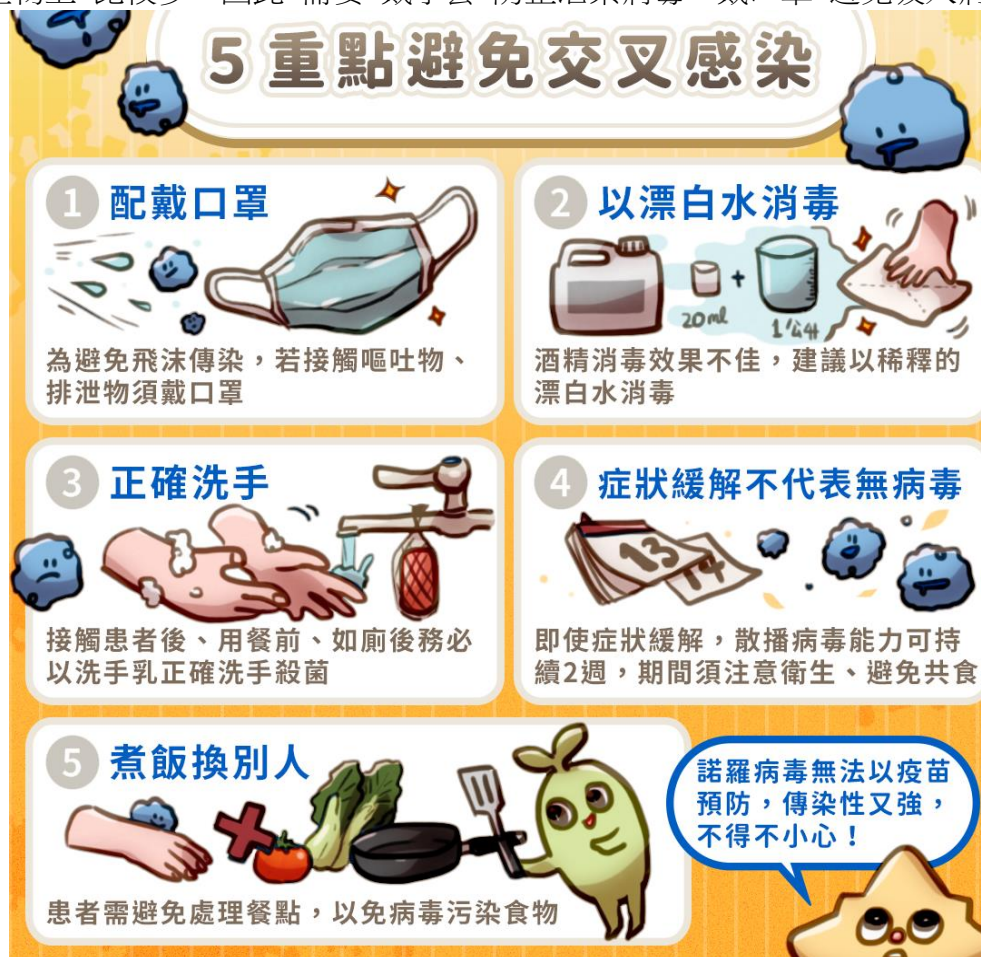 5 重點避免交叉感染
1 配戴口罩
為避免飛沫傳染，若接觸嘔吐物、
排泄物須戴口罩
2 以漂白水消毒
20ml
+
酒精消毒效果不佳，建議以稀釋的
漂白水消毒
3 正確洗手
接觸患者後、用餐前、如廁後務必
以洗手乳正確洗手殺菌
4 症狀緩解不代表無病毒
13
14
即使症狀緩解，散播病毒能力可持
續2週，期間須注意衛生、避免共食
5 煮飯換別人
患者需避免處理餐點，以免病毒污染食物
諾羅病毒無法以疫苗
預防，傳染性又強，
不得不小心！